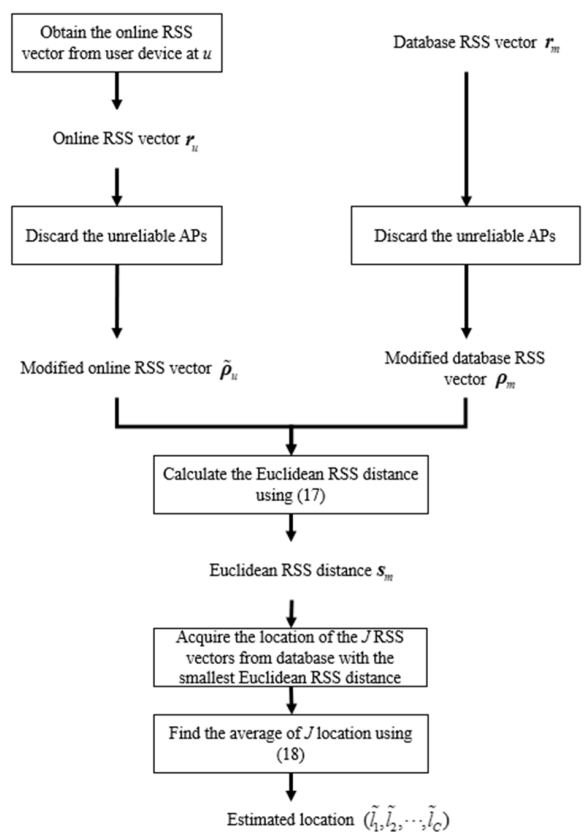 Obtain the online RSS
vector from user device at u
Online RSS vector r_u
Discard the unreliable APs
Modified online RSS vector ρ̃_u
Database RSS vector r_m
Discard the unreliable APs
Modified database RSS
vector ρ_m
Calculate the Euclidean RSS distance
using (17)
Euclidean RSS distance s_m
Acquire the location of the J RSS
vectors from database with the
smallest Euclidean RSS distance
Find the average of J location using
(18)
Estimated location (l̃_1, l̃_2, ⋯, l̃_C)